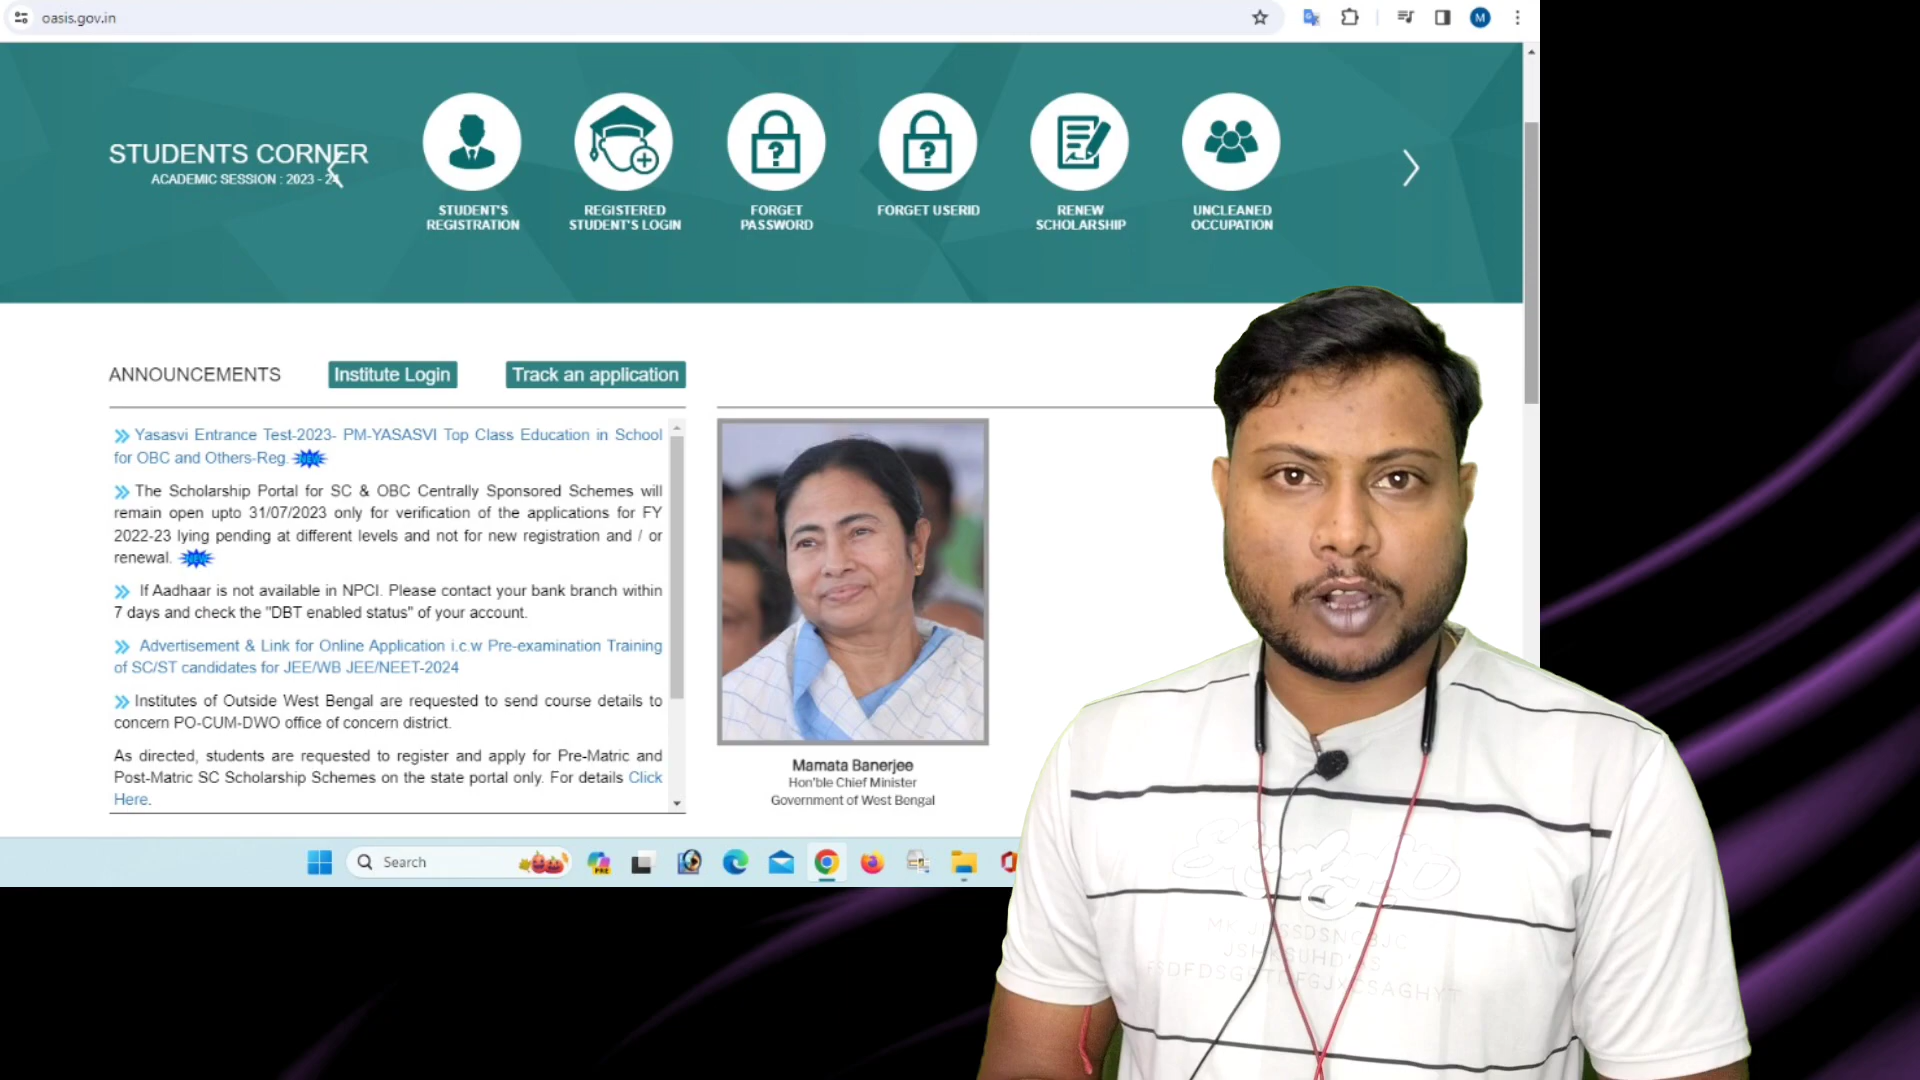 oasis.gov.in
M
STUDENTS CORNER
ACADEMIC SESSION : 2023 - 24
STUDENT'S
REGISTRATION
REGISTERED
STUDENT'S LOGIN
FORGET
PASSWORD
FORGET USERID
RENEW
SCHOLARSHIP
UNCLEANED
OCCUPATION
ANNOUNCEMENTS
Institute Login
Track an application
Yasasvi Entrance Test-2023- PM-YASASVI Top Class Education in School
for OBC and Others-Reg.
The Scholarship Portal for SC & OBC Centrally Sponsored Schemes will
remain open upto 31/07/2023 only for verification of the applications for FY
2022-23 lying pending at different levels and not for new registration and / or
renewal.
If Aadhaar is not available in NPCI. Please contact your bank branch within
7 days and check the "DBT enabled status" of your account.
Advertisement & Link for Online Application i.c.w Pre-examination Training
of SC/ST candidates for JEE/WB JEE/NEET-2024
Institutes of Outside West Bengal are requested to send course details to
concern PO-CUM-DWO office of concern district.
As directed, students are requested to register and apply for Pre-Matric and
Post-Matric SC Scholarship Schemes on the state portal only. For details Click
Here.
Mamata Banerjee
Hon'ble Chief Minister
Government of West Bengal
Search
PRE